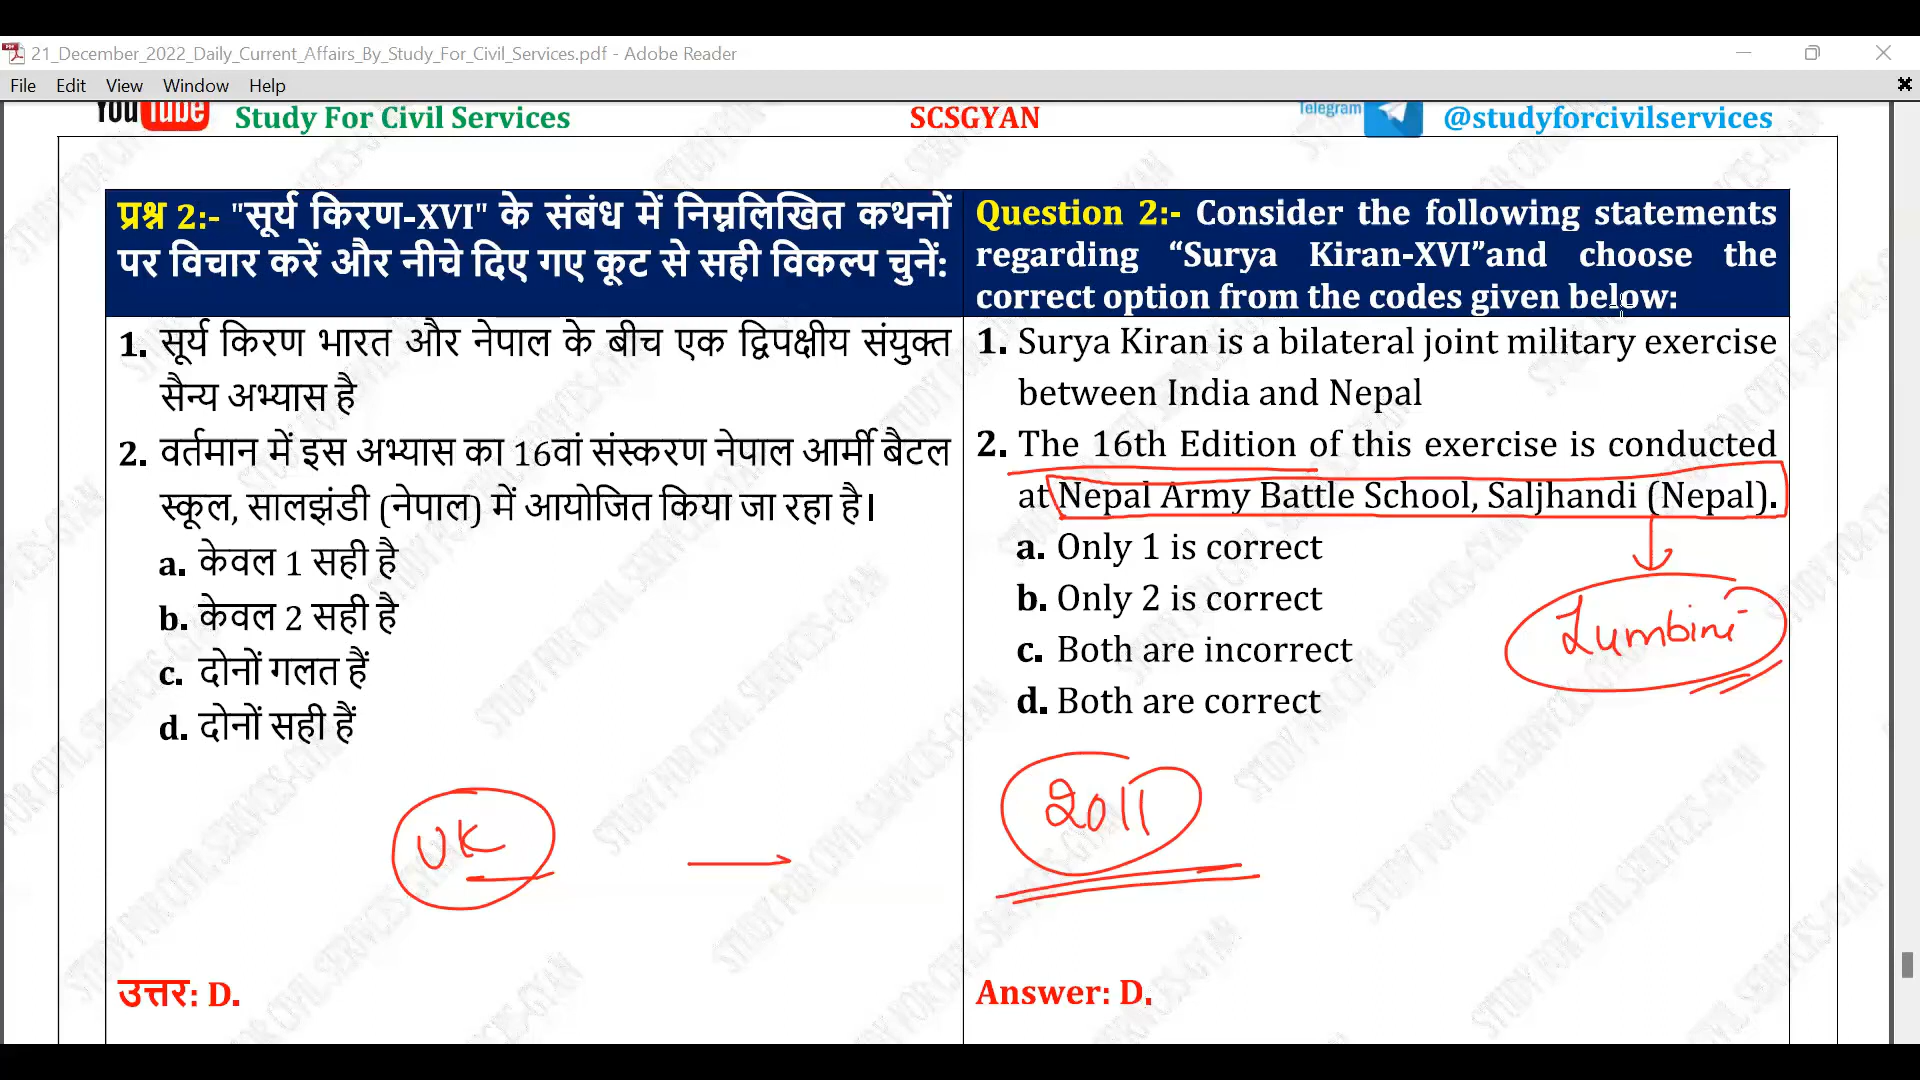 21_December_2022_Daily_Current_Affairs_By_Study_For_Civil_Services.pdf - Adobe Reader
File Edit View Window Help
YouTube Study For Civil Services SCSGYAN Telegram @studyforcivilservices
प्रश्न 2:- "सूर्य किरण-XVI" के संबंध में निम्नलिखित कथनों
पर विचार करें और नीचे दिए गए कूट से सही विकल्प चुनें:
1. सूर्य किरण भारत और नेपाल के बीच एक द्विपक्षीय संयुक्त
सैन्य अभ्यास है
2. वर्तमान में इस अभ्यास का 16वां संस्करण नेपाल आर्मी बैटल
स्कूल, सालझंडी (नेपाल) में आयोजित किया जा रहा है।
a. केवल 1 सही है
b. केवल 2 सही है
c. दोनों गलत हैं
d. दोनों सही हैं
UK
उत्तर: D.
Question 2:- Consider the following statements
regarding “Surya Kiran-XVI”and choose the
correct option from the codes given below:
1. Surya Kiran is a bilateral joint military exercise
between India and Nepal
2. The 16th Edition of this exercise is conducted
at Nepal Army Battle School, Saljhandi (Nepal).
a. Only 1 is correct
b. Only 2 is correct
c. Both are incorrect
d. Both are correct
Lumbini
2011
Answer: D.
STUDY FOR CIVIL SERVICES-GYAN